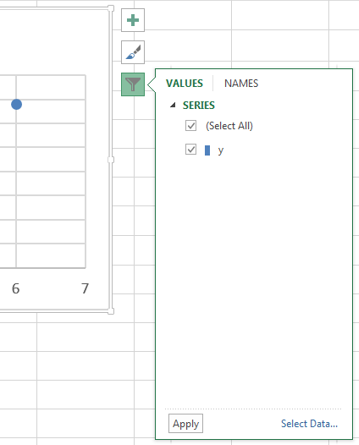 VALUES NAMES
SERIES
(Select All)
y
6 7
Apply Select Data...